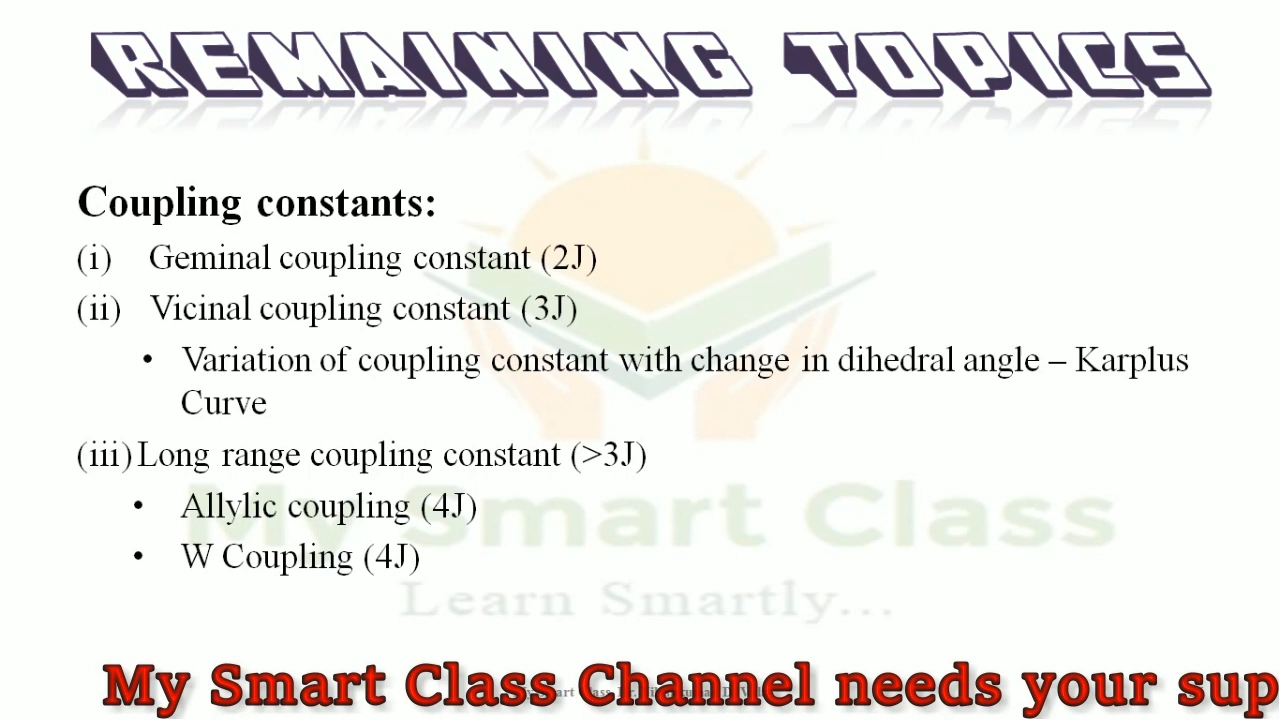 REMAINING TOPICS
Coupling constants:
(i) Geminal coupling constant (2J)
(ii) Vicinal coupling constant (3J)
• Variation of coupling constant with change in dihedral angle – Karplus
Curve
(iii) Long range coupling constant (>3J)
• Allylic coupling (4J)
• W Coupling (4J)
My Smart Class
Learn Smartly...
My Smart Class Channel needs your sup